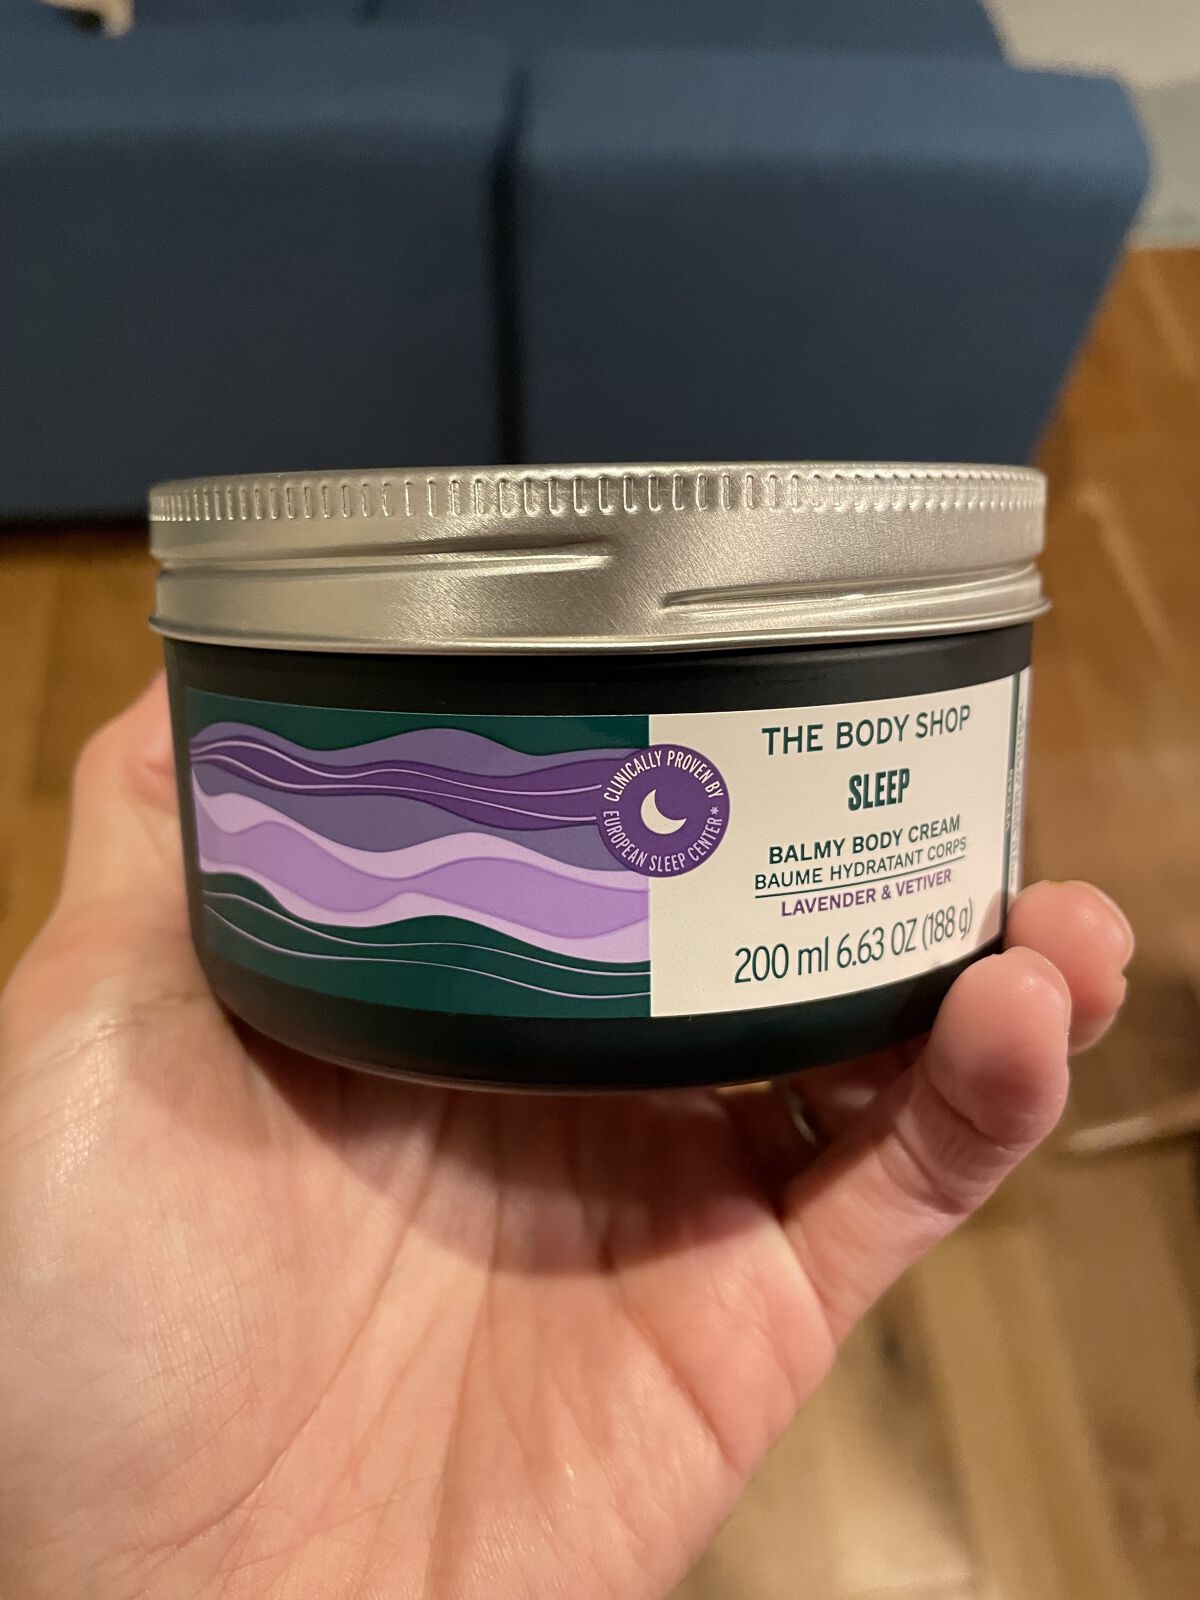 THE BODY SHOP
SLEEP
BALMY BODY CREAM
BAUME HYDRATANT CORPS
LAVENDER & VETIVER
200 ml 6.63 OZ (188 g)
CLINICALLY PROVEN BY
EUROPEAN SLEEP CENTER*